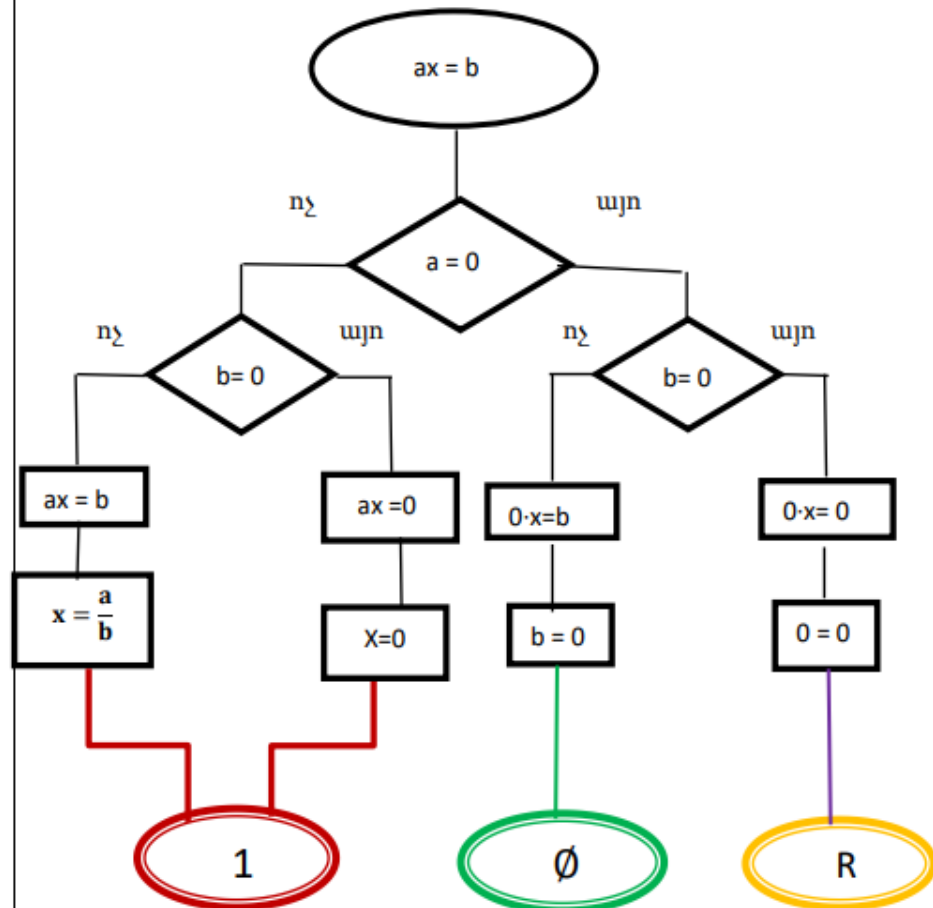 ax = b
ոչ
այո
a = 0
ոչ
այո
ոչ
այո
b= 0
b= 0
ax = b
ax =0
0·x=b
0·x= 0
x = a/b
X=0
b = 0
0 = 0
1
Ø
R